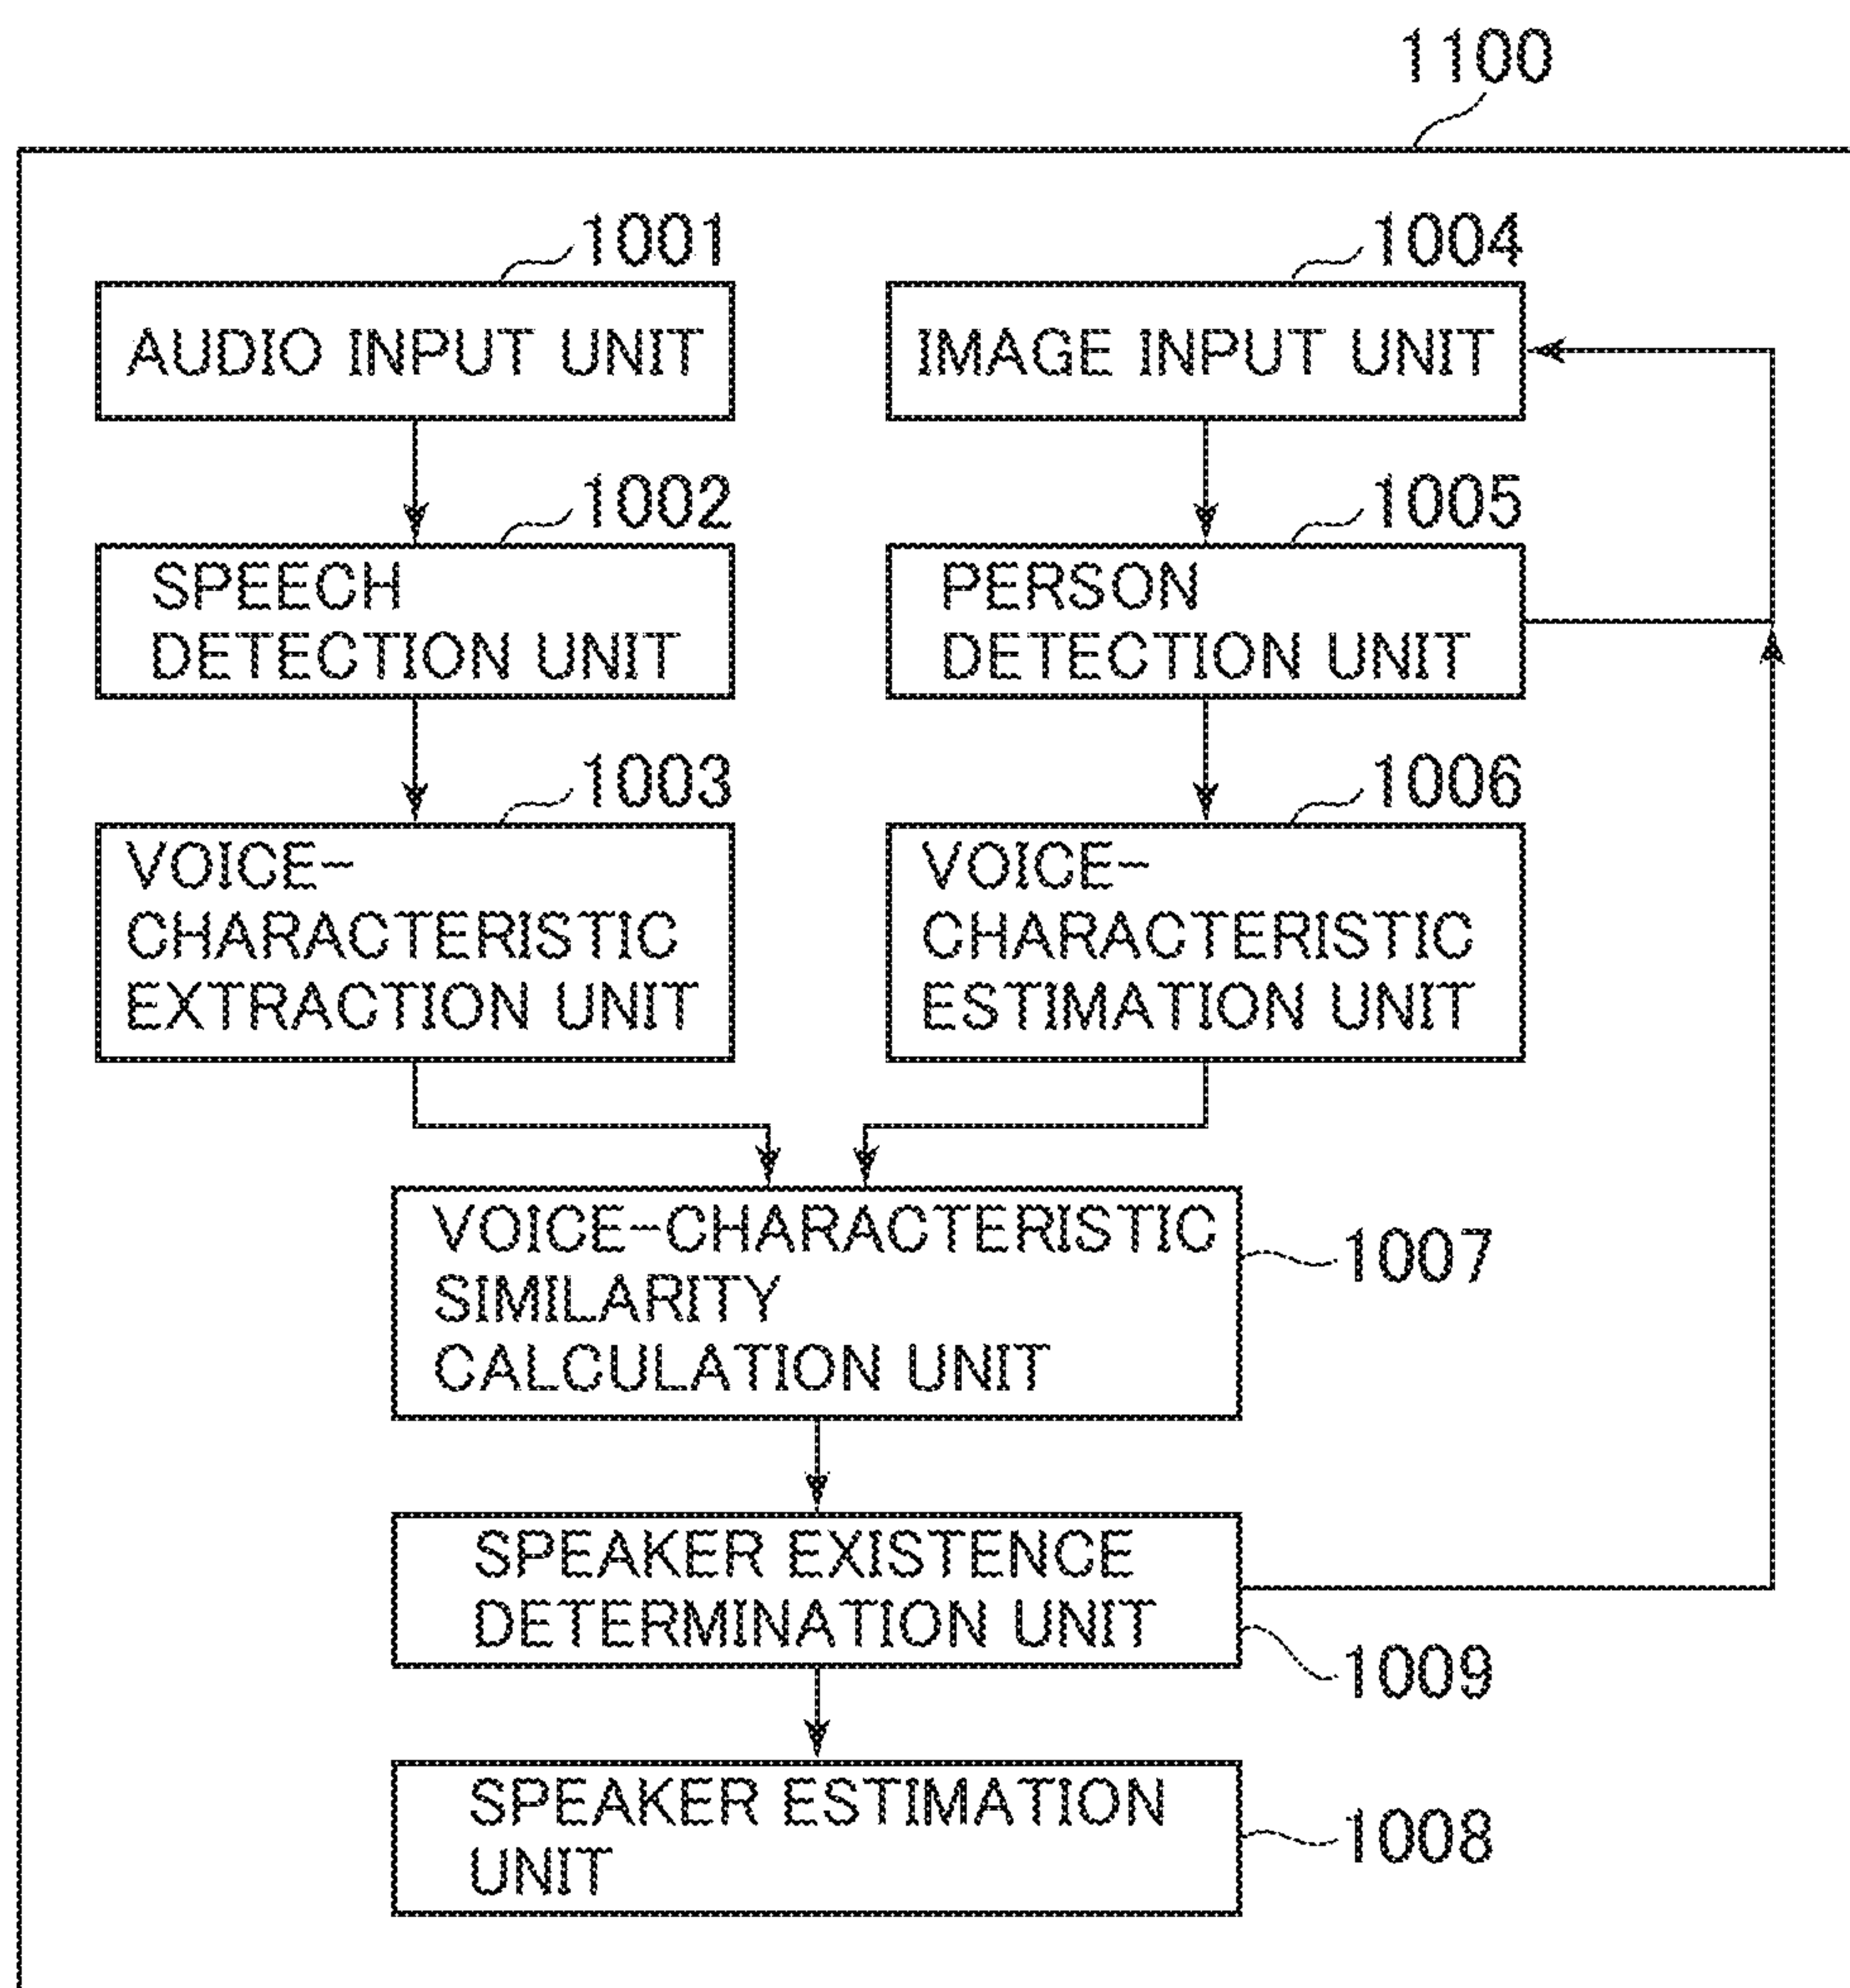 1100
1001
AUDIO INPUT UNIT
1004
IMAGE INPUT UNIT
1002
SPEECH
DETECTION UNIT
1005
PERSON
DETECTION UNIT
1003
VOICE-
CHARACTERISTIC
EXTRACTION UNIT
1006
VOICE-
CHARACTERISTIC
ESTIMATION UNIT
VOICE-CHARACTERISTIC
SIMILARITY
CALCULATION UNIT
1007
SPEAKER EXISTENCE
DETERMINATION UNIT
1009
SPEAKER ESTIMATION
UNIT
1008